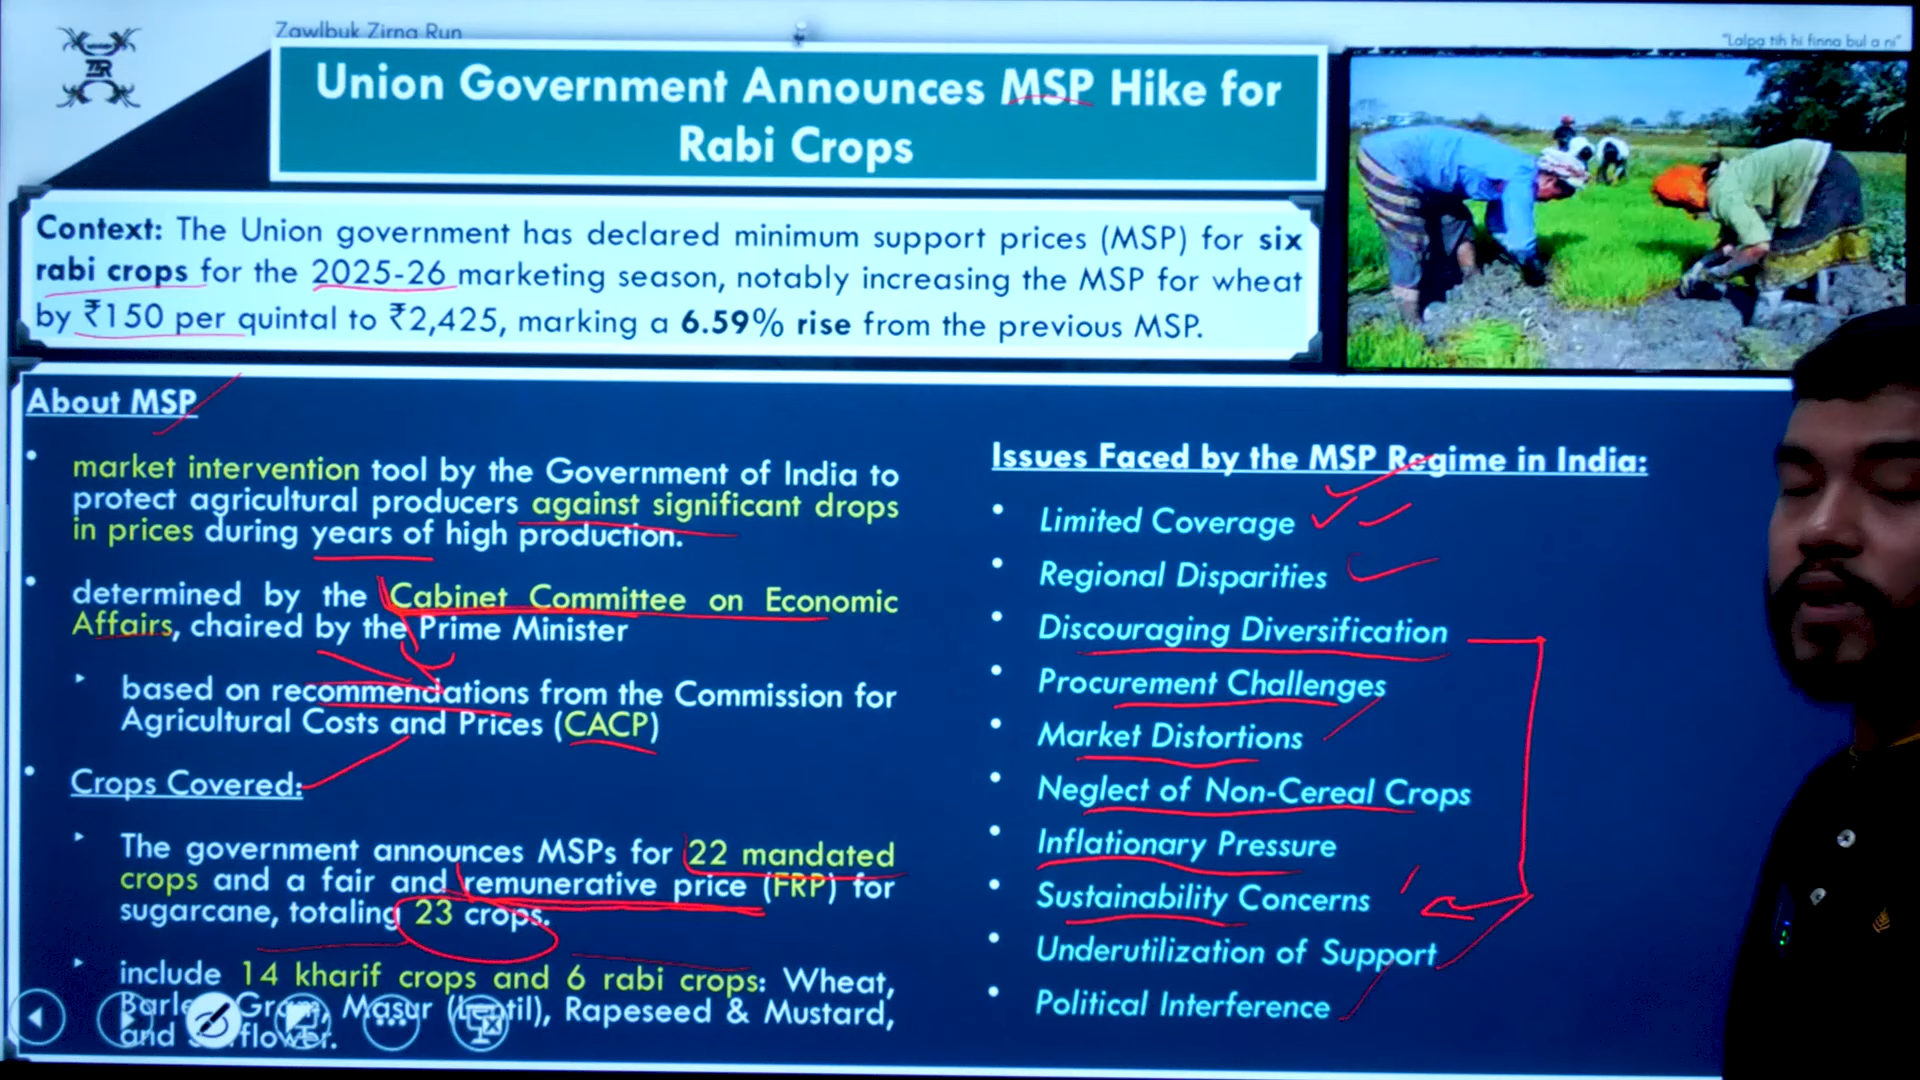 Zawlbuk Zirna Run
"Lalpa tih hi finna bul a ni"
ZR
Union Government Announces MSP Hike for
Rabi Crops
Context: The Union government has declared minimum support prices (MSP) for six
rabi crops for the 2025-26 marketing season, notably increasing the MSP for wheat
by ₹150 per quintal to ₹2,425, marking a 6.59% rise from the previous MSP.
About MSP
• market intervention tool by the Government of India to
protect agricultural producers against significant drops
in prices during years of high production.
• determined by the Cabinet Committee on Economic
Affairs, chaired by the Prime Minister
‣ based on recommendations from the Commission for
Agricultural Costs and Prices (CACP)
• Crops Covered:
‣ The government announces MSPs for 22 mandated
crops and a fair and remunerative price (FRP) for
sugarcane, totaling 23 crops.
‣ include 14 kharif crops and 6 rabi crops: Wheat,
Masur Rapeseed & Mustard,
and
Issues Faced by the MSP Regime in India:
• Limited Coverage
• Regional Disparities
• Discouraging Diversification
• Procurement Challenges
• Market Distortions
• Neglect of Non-Cereal Crops
• Inflationary Pressure
• Sustainability Concerns
• Underutilization of Support
• Political Interference